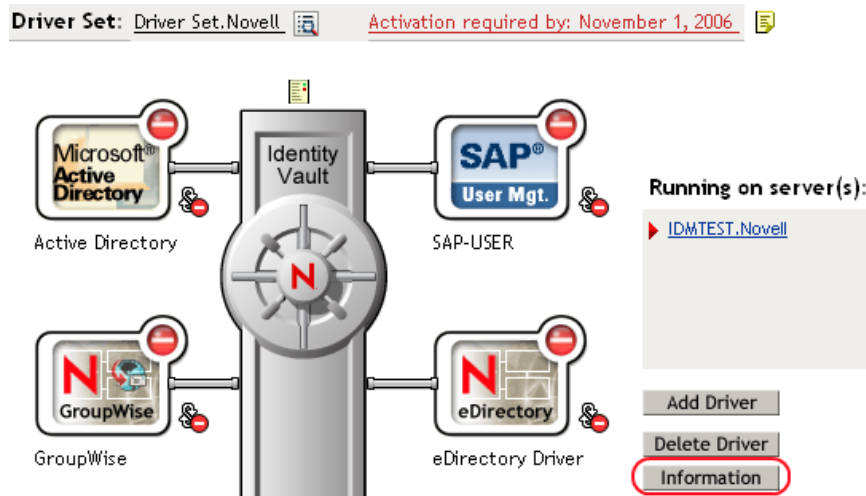 Driver Set: Driver Set.Novell Activation required by: November 1, 2006
Microsoft®
Active
Directory
Active Directory
Identity
Vault
N
SAP®
User Mgt.
SAP-USER
Running on server(s):
IDMTEST.Novell
N
GroupWise
GroupWise
N
eDirectory
eDirectory Driver
Add Driver
Delete Driver
Information